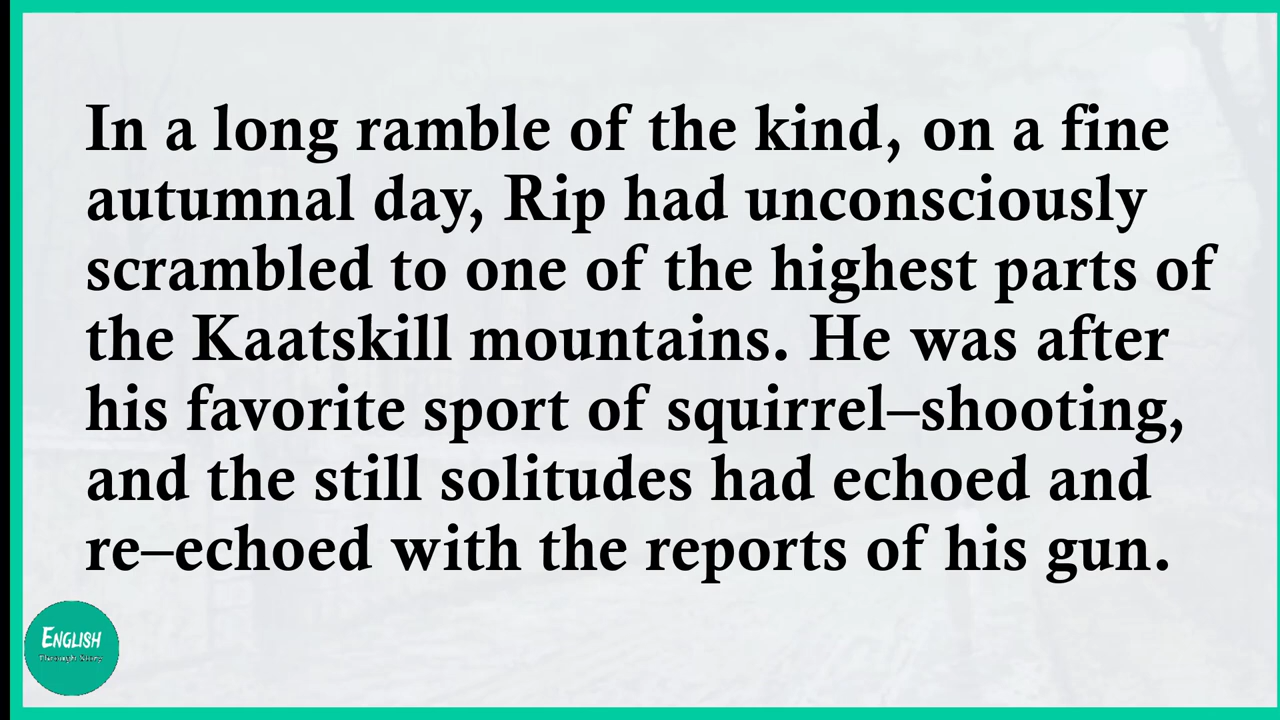 In a long ramble of the kind, on a fine
autumnal day, Rip had unconsciously
scrambled to one of the highest parts of
the Kaatskill mountains. He was after
his favorite sport of squirrel–shooting,
and the still solitudes had echoed and
re–echoed with the reports of his gun.
ENGLISH
Through Story